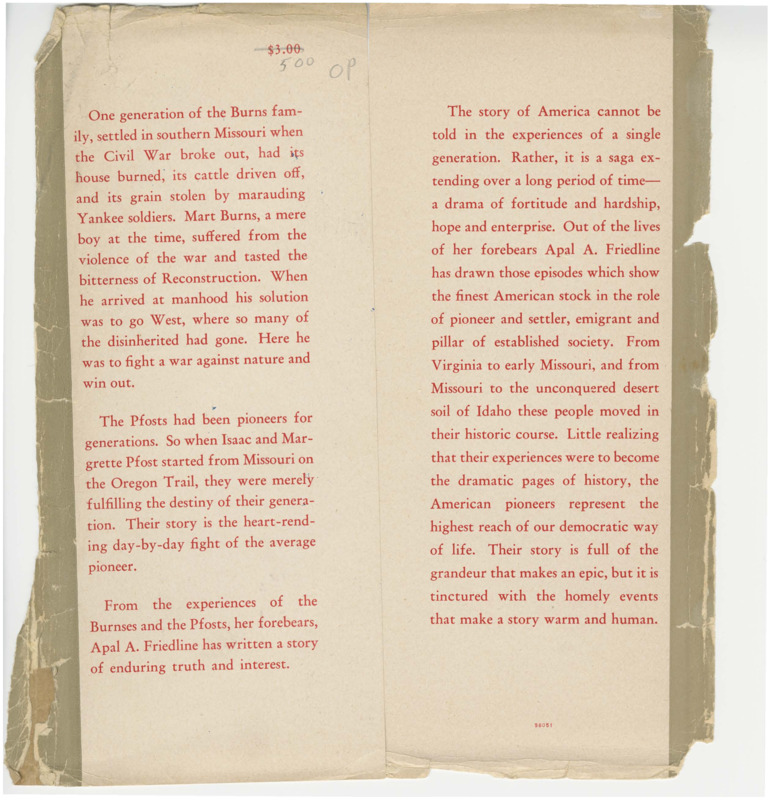 $3.00
500 OP
One generation of the Burns fam-
ily, settled in southern Missouri when
the Civil War broke out, had its
house burned, its cattle driven off,
and its grain stolen by marauding
Yankee soldiers. Mart Burns, a mere
boy at the time, suffered from the
violence of the war and tasted the
bitterness of Reconstruction. When
he arrived at manhood his solution
was to go West, where so many of
the disinherited had gone. Here he
was to fight a war against nature and
win out.
The Pfosts had been pioneers for
generations. So when Isaac and Mar-
grette Pfost started from Missouri on
the Oregon Trail, they were merely
fulfilling the destiny of their genera-
tion. Their story is the heart-rend-
ing day-by-day fight of the average
pioneer.
From the experiences of the
Burnses and the Pfosts, her forebears,
Apal A. Friedline has written a story
of enduring truth and interest.
The story of America cannot be
told in the experiences of a single
generation. Rather, it is a saga ex-
tending over a long period of time—
a drama of fortitude and hardship,
hope and enterprise. Out of the lives
of her forebears Apal A. Friedline
has drawn those episodes which show
the finest American stock in the role
of pioneer and settler, emigrant and
pillar of established society. From
Virginia to early Missouri, and from
Missouri to the unconquered desert
soil of Idaho these people moved in
their historic course. Little realizing
that their experiences were to become
the dramatic pages of history, the
American pioneers represent the
highest reach of our democratic way
of life. Their story is full of the
grandeur that makes an epic, but it is
tinctured with the homely events
that make a story warm and human.